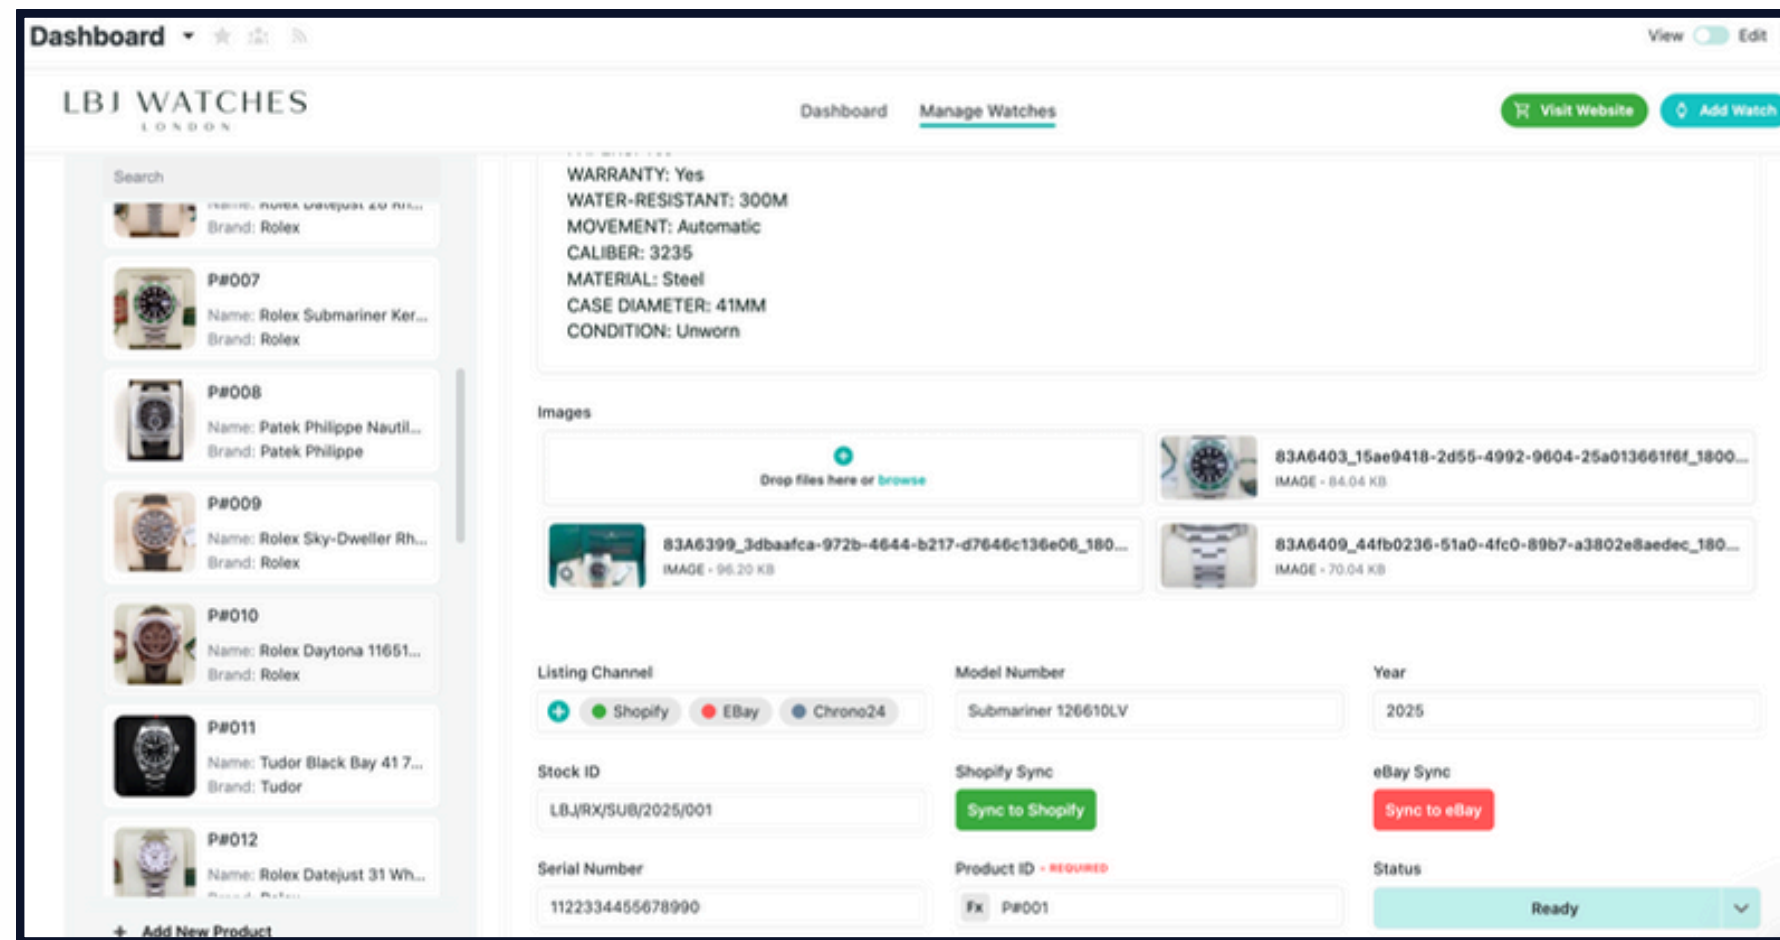 Dashboard
View Edit
LBJ WATCHES
LONDON
Dashboard Manage Watches
Visit Website
Add Watch
Search
Name: Rolex Datejust
Brand: Rolex
P#007
Name: Rolex Submariner Ker...
Brand: Rolex
P#008
Name: Patek Philippe Nautil...
Brand: Patek Philippe
P#009
Name: Rolex Sky-Dweller Rh...
Brand: Rolex
P#010
Name: Rolex Daytona 11651...
Brand: Rolex
P#011
Name: Tudor Black Bay 41 7...
Brand: Tudor
P#012
Name: Rolex Datejust 31 Wh...
+ Add New Product
WARRANTY: Yes
WATER-RESISTANT: 300M
MOVEMENT: Automatic
CALIBER: 3235
MATERIAL: Steel
CASE DIAMETER: 41MM
CONDITION: Unworn
Images
Drop files here or browse
83A6403_15ae9418-2d55-4992-9604-25a013661f6f_1800...
IMAGE - 84.04 KB
83A6399_3dbaafca-972b-4644-b217-d7646c136e06_180...
IMAGE - 96.20 KB
83A6409_44fb0236-51a0-4fc0-89b7-a3802e8aedec_180...
IMAGE - 70.04 KB
Listing Channel
Shopify EBay Chrono24
Model Number
Submariner 126610LV
Year
2025
Stock ID
LBJ/RX/SUB/2025/001
Shopify Sync
Sync to Shopify
eBay Sync
Sync to eBay
Serial Number
1122334455678990
Product ID - REQUIRED
Fx P#001
Status
Ready